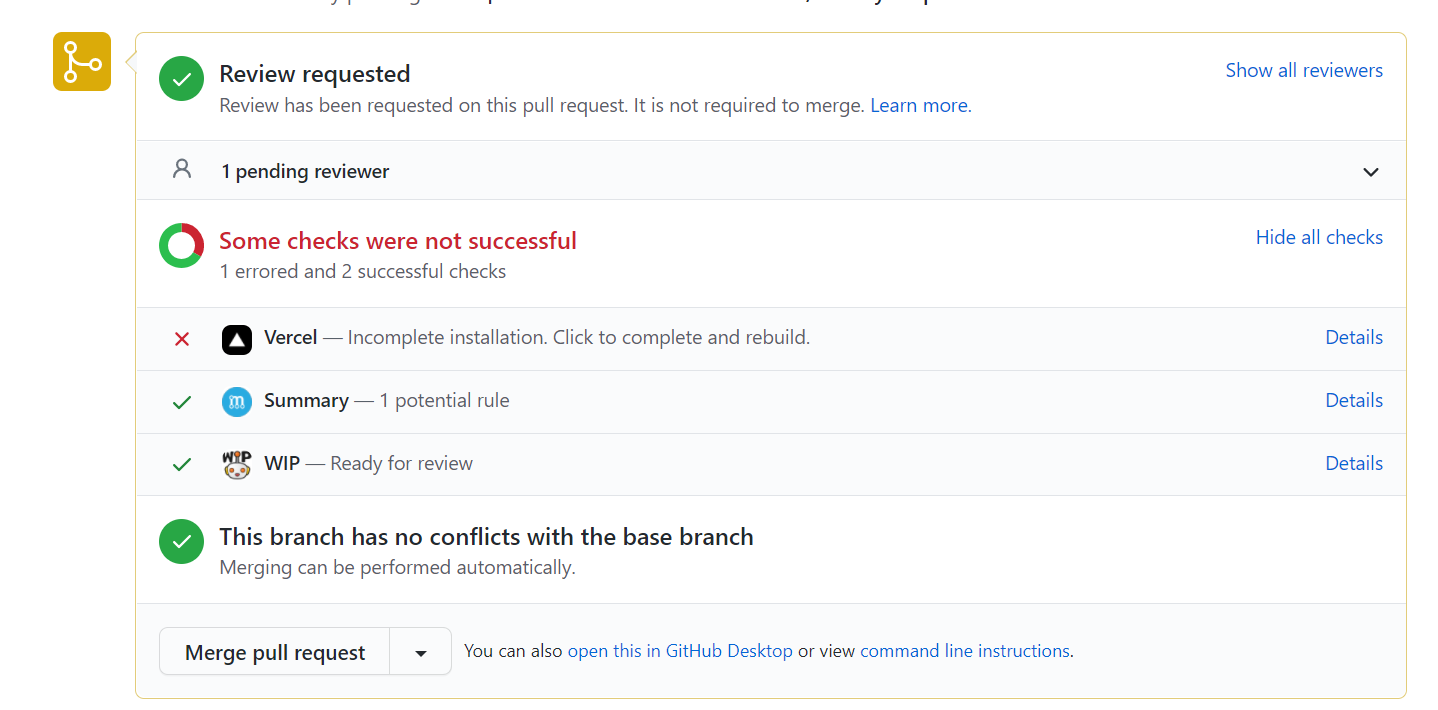 Review requested
Show all reviewers
Review has been requested on this pull request. It is not required to merge. Learn more.
1 pending reviewer
Some checks were not successful
Hide all checks
1 errored and 2 successful checks
Vercel — Incomplete installation. Click to complete and rebuild.
Details
Summary — 1 potential rule
Details
WIP
WIP — Ready for review
Details
This branch has no conflicts with the base branch
Merging can be performed automatically.
Merge pull request
You can also open this in GitHub Desktop or view command line instructions.